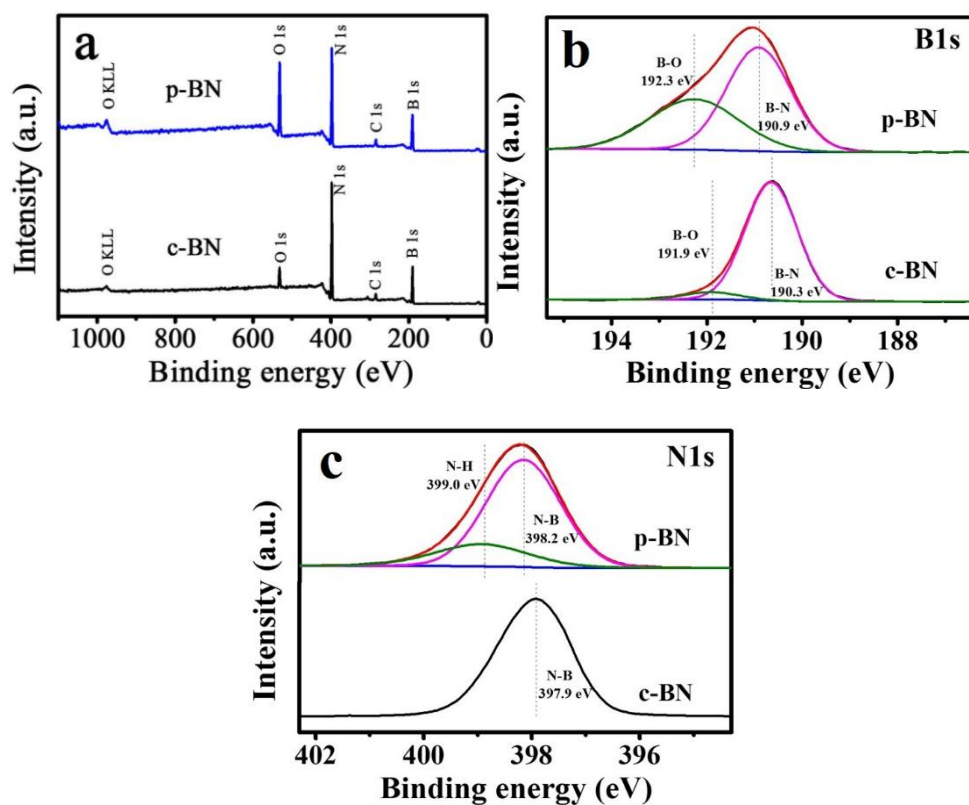 a
Intensity (a.u.)
O KLL
O 1s
N 1s
C 1s
B 1s
p-BN
O KLL
O 1s
N 1s
C 1s
B 1s
c-BN
1000 800 600 400 200 0
Binding energy (eV)
b
B1s
Intensity (a.u.)
B-O
192.3 eV
B-N
190.9 eV
p-BN
B-O
191.9 eV
B-N
190.3 eV
c-BN
194 192 190 188
Binding energy (eV)
c
N1s
Intensity (a.u.)
N-H
399.0 eV
N-B
398.2 eV
p-BN
N-B
397.9 eV
c-BN
402 400 398 396
Binding energy (eV)